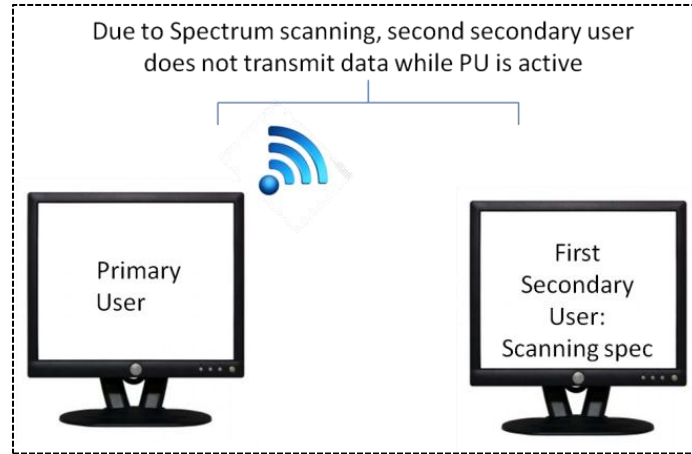 Due to Spectrum scanning, second secondary user
does not transmit data while PU is active
Primary
User
First
Secondary
User:
Scanning spec